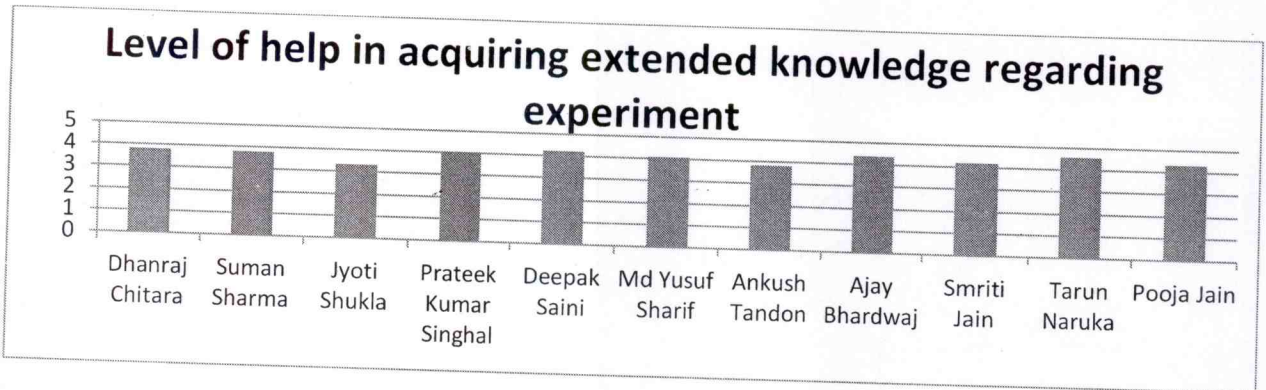 Level of help in acquiring extended knowledge regarding
experiment
5
4
3
2
1
0
Dhanraj Chitara
Suman Sharma
Jyoti Shukla
Prateek Kumar Singhal
Deepak Saini
Md Yusuf Sharif
Ankush Tandon
Ajay Bhardwaj
Smriti Jain
Tarun Naruka
Pooja Jain